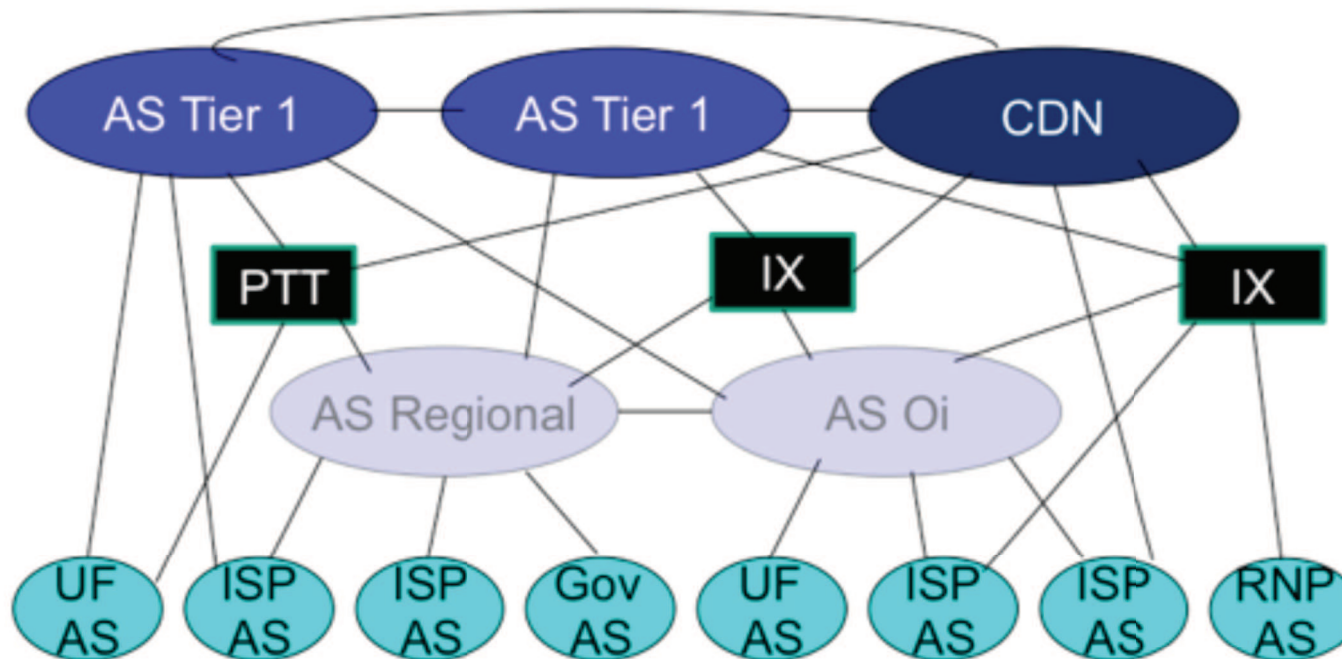 AS Tier 1
AS Tier 1
CDN
PTT
IX
IX
AS Regional
AS Oi
UF
AS
ISP
AS
ISP
AS
Gov
AS
UF
AS
ISP
AS
ISP
AS
RNP
AS